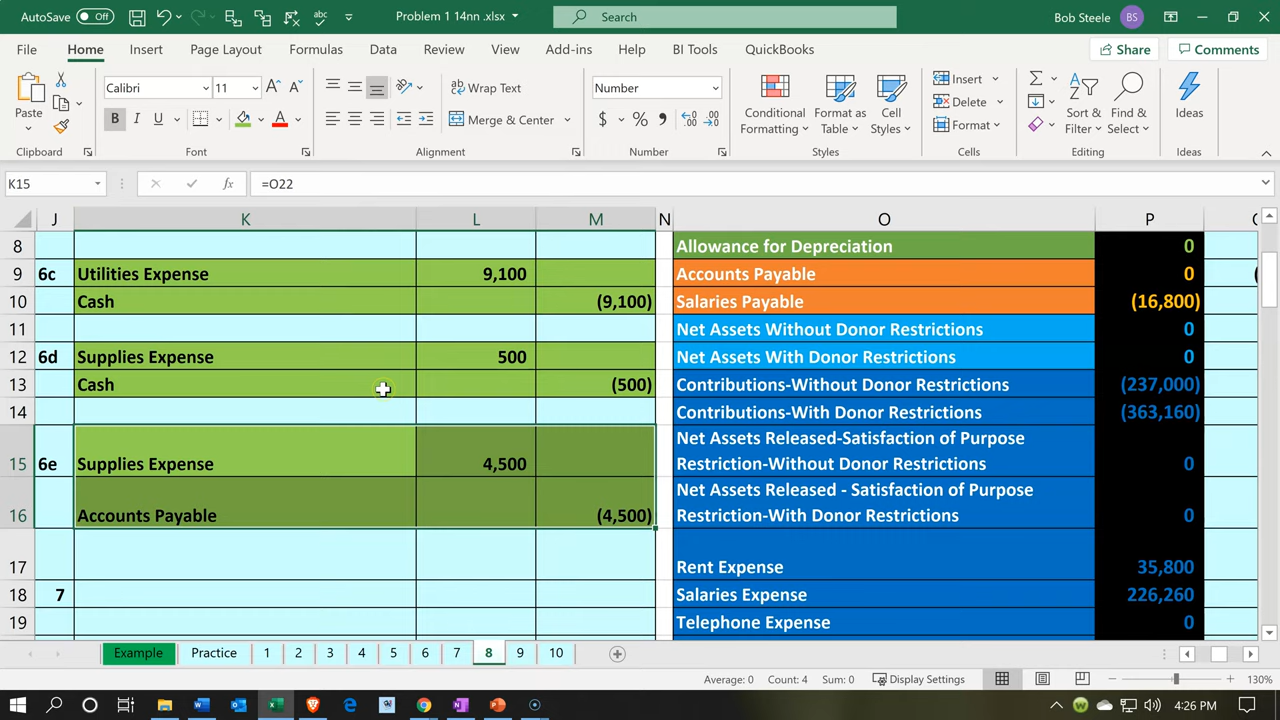 AutoSave Off Problem 1 14nn .xlsx Search Bob Steele BS
File Home Insert Page Layout Formulas Data Review View Add-ins Help BI Tools QuickBooks Share Comments
Calibri 11 Wrap Text Number Insert
Paste B I U Merge & Center $ % Conditional Formatting Format as Table Cell Styles Delete Format Sort & Filter Find & Select Ideas
Clipboard Font Alignment Number Styles Cells Editing Ideas
K15 fx =O22
J K L M N O P
8 Allowance for Depreciation 0
9 6c Utilities Expense 9,100 Accounts Payable 0
10 Cash (9,100) Salaries Payable (16,800)
11 Net Assets Without Donor Restrictions 0
12 6d Supplies Expense 500 Net Assets With Donor Restrictions 0
13 Cash (500) Contributions-Without Donor Restrictions (237,000)
14 Contributions-With Donor Restrictions (363,160)
Net Assets Released-Satisfaction of Purpose
15 6e Supplies Expense 4,500 Restriction-Without Donor Restrictions 0
Net Assets Released - Satisfaction of Purpose
16 Accounts Payable (4,500) Restriction-With Donor Restrictions 0
17 Rent Expense 35,800
18 7 Salaries Expense 226,260
19 Telephone Expense 0
Example Practice 1 2 3 4 5 6 7 8 9 10
Average: 0 Count: 4 Sum: 0 Display Settings 130%
4:26 PM